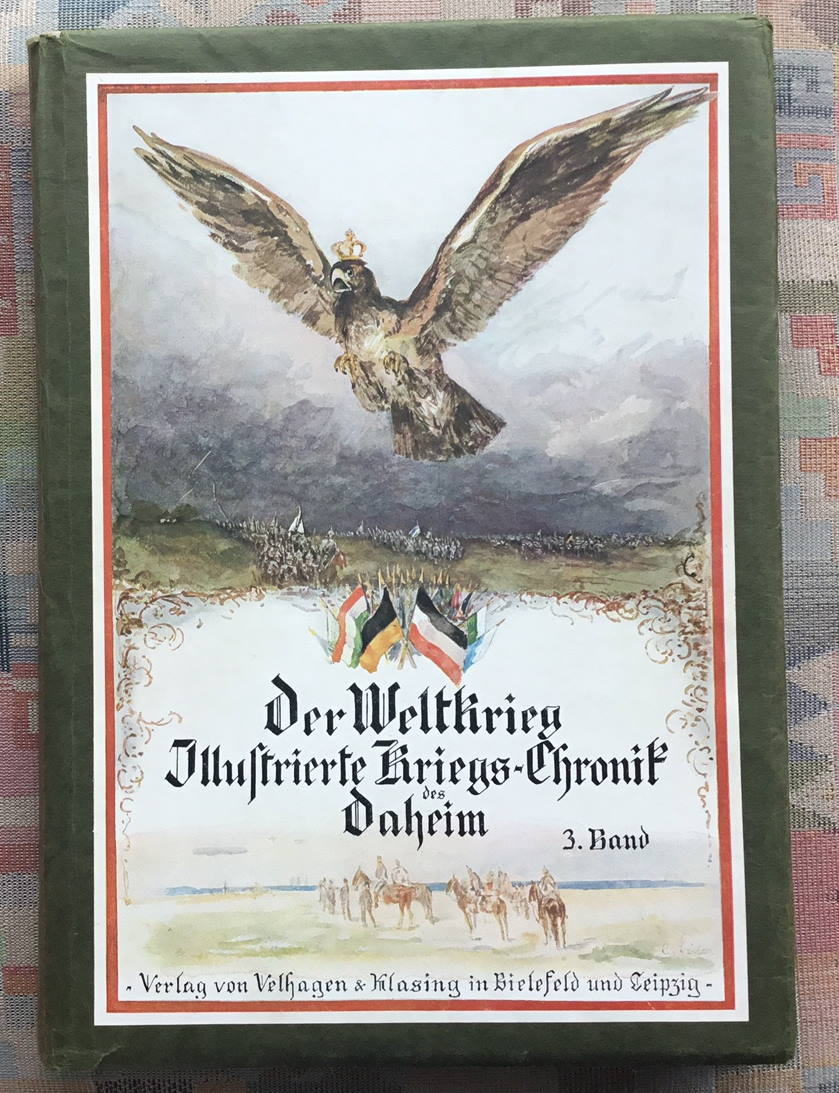 Der Weltkrieg
Illustrierte Kriegs-Chronik
des
Daheim
3. Band
- Verlag von Velhagen & Klasing in Bielefeld und Leipzig -